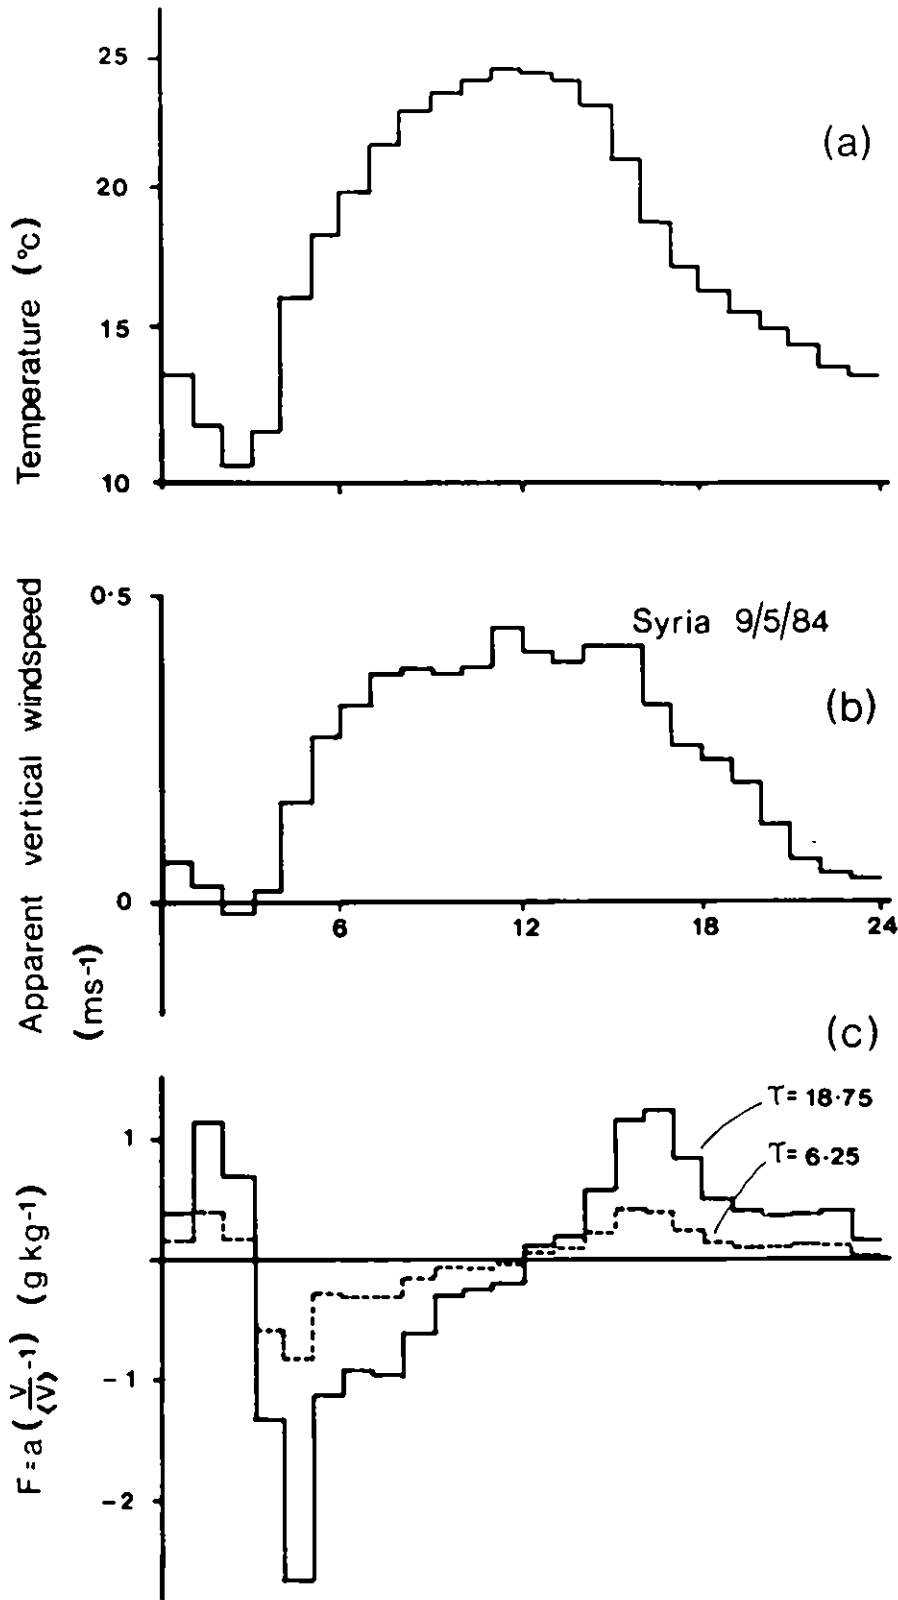 25
20
15
10
Temperature (°C)
(a)
0·5
0
Apparent vertical windspeed
(ms⁻¹)
Syria 9/5/84
(b)
6
12
18
24
(c)
1
-1
-2
F=a(V/<V> -1) (g kg⁻¹)
τ= 18·75
τ= 6·25